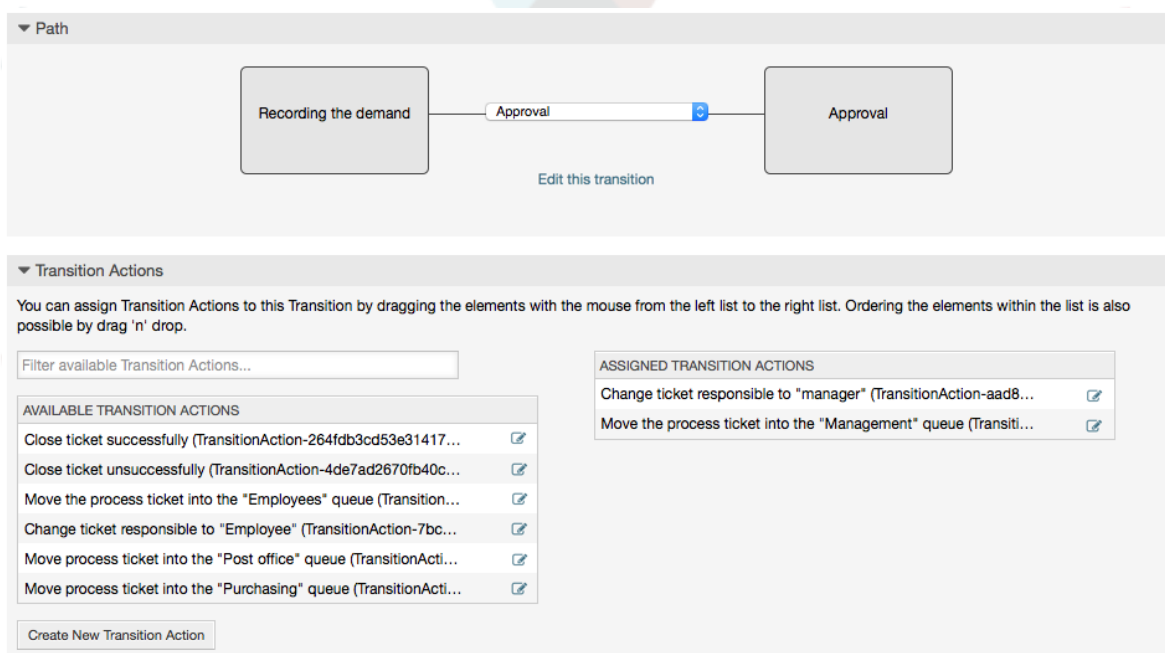 Path
Recording the demand
Approval
Approval
Edit this transition
Transition Actions
You can assign Transition Actions to this Transition by dragging the elements with the mouse from the left list to the right list. Ordering the elements within the list is also
possible by drag 'n' drop.
Filter available Transition Actions...
AVAILABLE TRANSITION ACTIONS
Close ticket successfully (TransitionAction-264fdb3cd53e31417...
Close ticket unsuccessfully (TransitionAction-4de7ad2670fb40c...
Move the process ticket into the "Employees" queue (Transition...
Change ticket responsible to "Employee" (TransitionAction-7bc...
Move process ticket into the "Post office" queue (TransitionActi...
Move process ticket into the "Purchasing" queue (TransitionActi...
Create New Transition Action
ASSIGNED TRANSITION ACTIONS
Change ticket responsible to "manager" (TransitionAction-aad8...
Move the process ticket into the "Management" queue (Transiti...